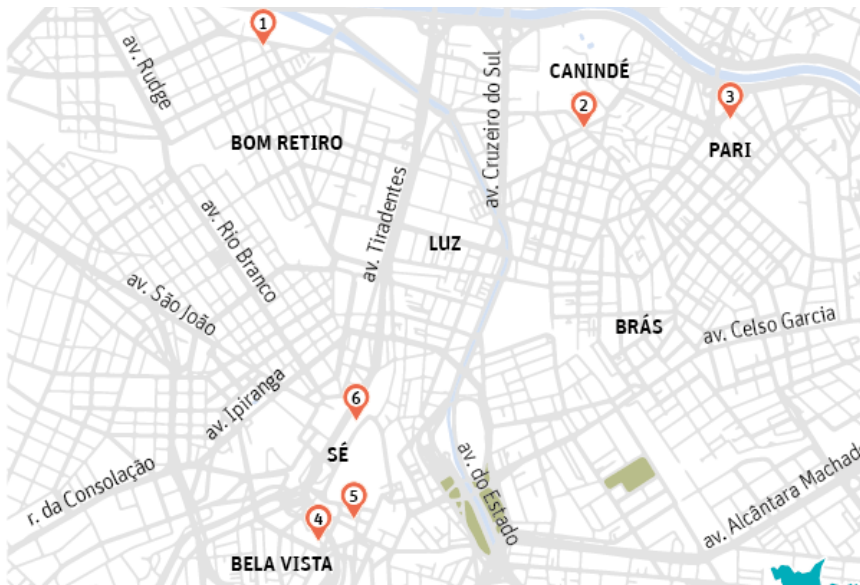 1
av. Rudge
CANINDÉ
2
3
BOM RETIRO
PARI
av. Cruzeiro do Sul
av. Tiradentes
LUZ
av. Rio Branco
av. São João
BRÁS
av. Celso Garcia
av. Ipiranga
6
SÉ
r. da Consolação
av. do Estado
5
4
av. Alcântara Machado
BELA VISTA